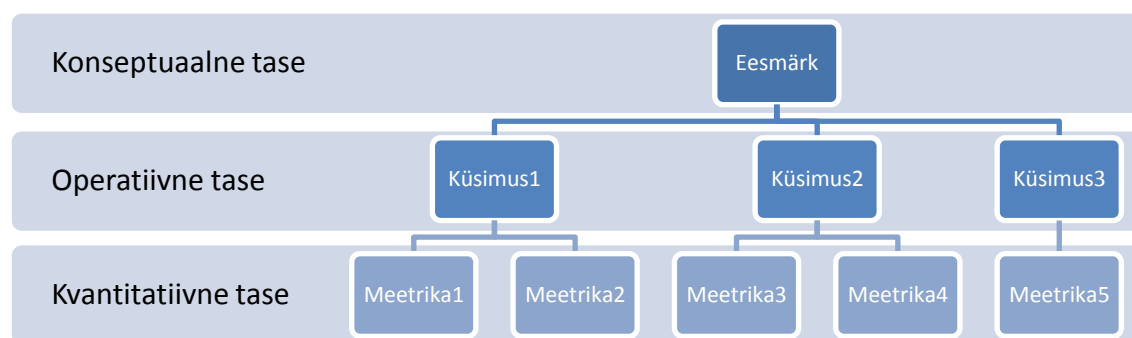 Konseptuaalne tase
Eesmärk
Operatiivne tase
Küsimus1
Küsimus2
Küsimus3
Kvantitatiivne tase
Meetrika1
Meetrika2
Meetrika3
Meetrika4
Meetrika5